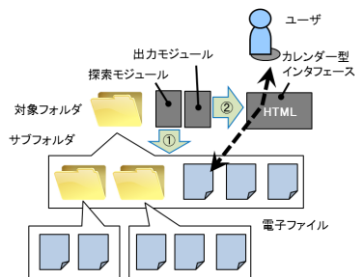 ユーザ
出力モジュール
探索モジュール
カレンダー型
インタフェース
対象フォルダ
②
HTML
①
サブフォルダ
電子ファイル